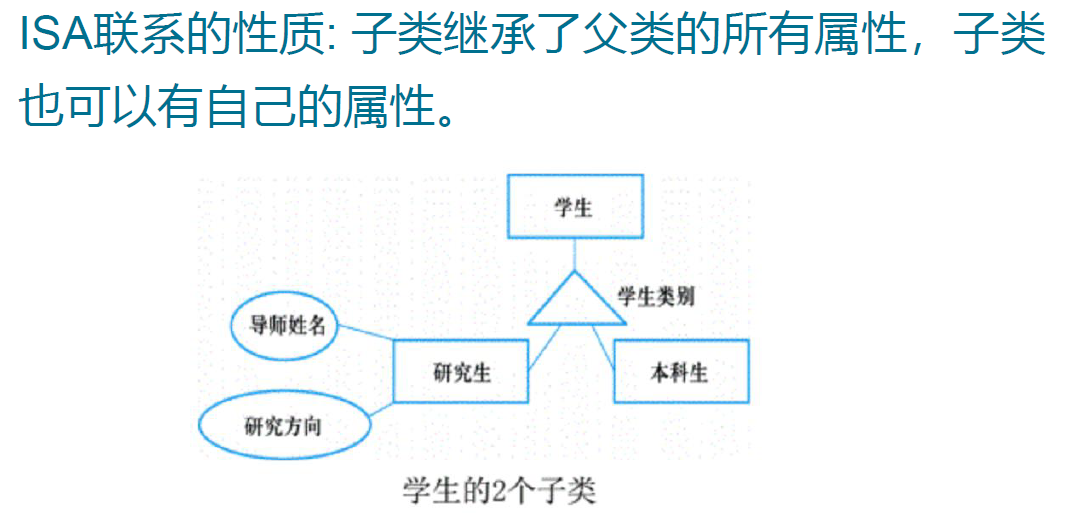 ISA联系的性质: 子类继承了父类的所有属性，子类
也可以有自己的属性。
学生
学生类别
导师姓名
研究生
本科生
研究方向
学生的2个子类